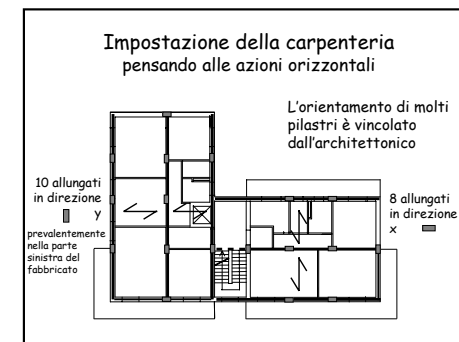 Impostazione della carpenteria
pensando alle azioni orizzontali
L'orientamento di molti
pilastri è vincolato
dall'architettonico
10 allungati
in direzione
y
prevalentemente
nella parte
sinistra del
fabbricato
8 allungati
in direzione
x